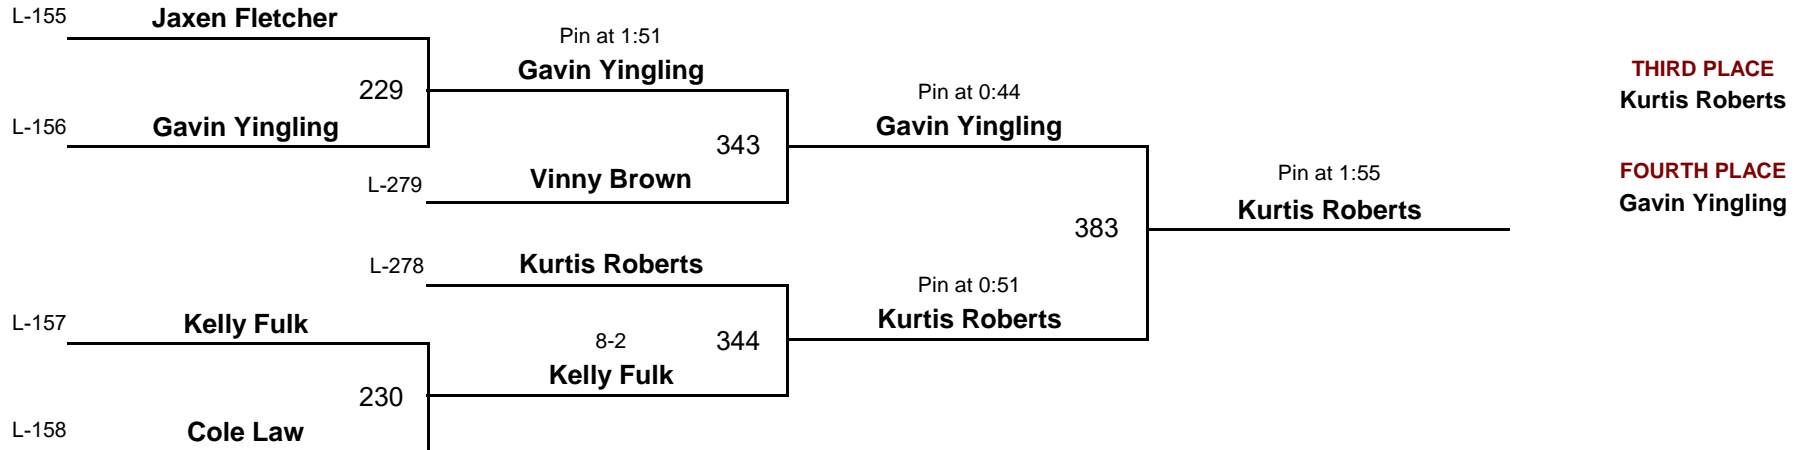 L-155 Jaxen Fletcher
Pin at 1:51
Gavin Yingling
229
L-156 Gavin Yingling
Pin at 0:44
Gavin Yingling
343
L-279 Vinny Brown
Pin at 1:55
Kurtis Roberts
383
L-278 Kurtis Roberts
Pin at 0:51
Kurtis Roberts
L-157 Kelly Fulk
8-2
344
Kelly Fulk
230
L-158 Cole Law
THIRD PLACE
Kurtis Roberts
FOURTH PLACE
Gavin Yingling